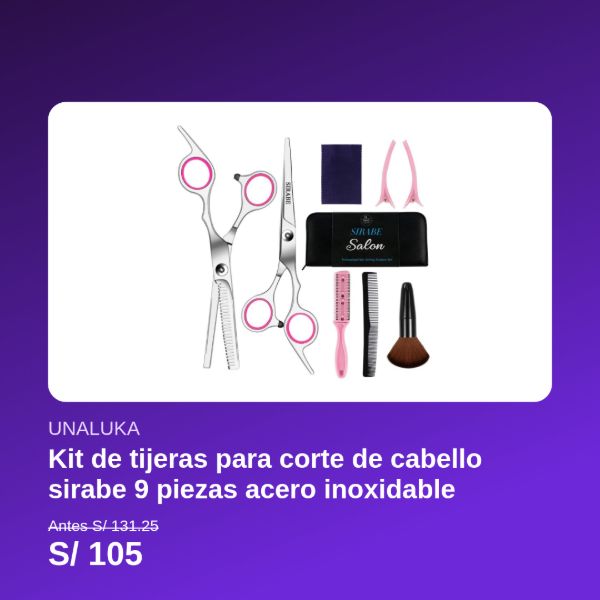 SIRABE
SIRABE
Salon
UNALUKA
Kit de tijeras para corte de cabello
sirabe 9 piezas acero inoxidable
Antes S/ 131.25
S/ 105